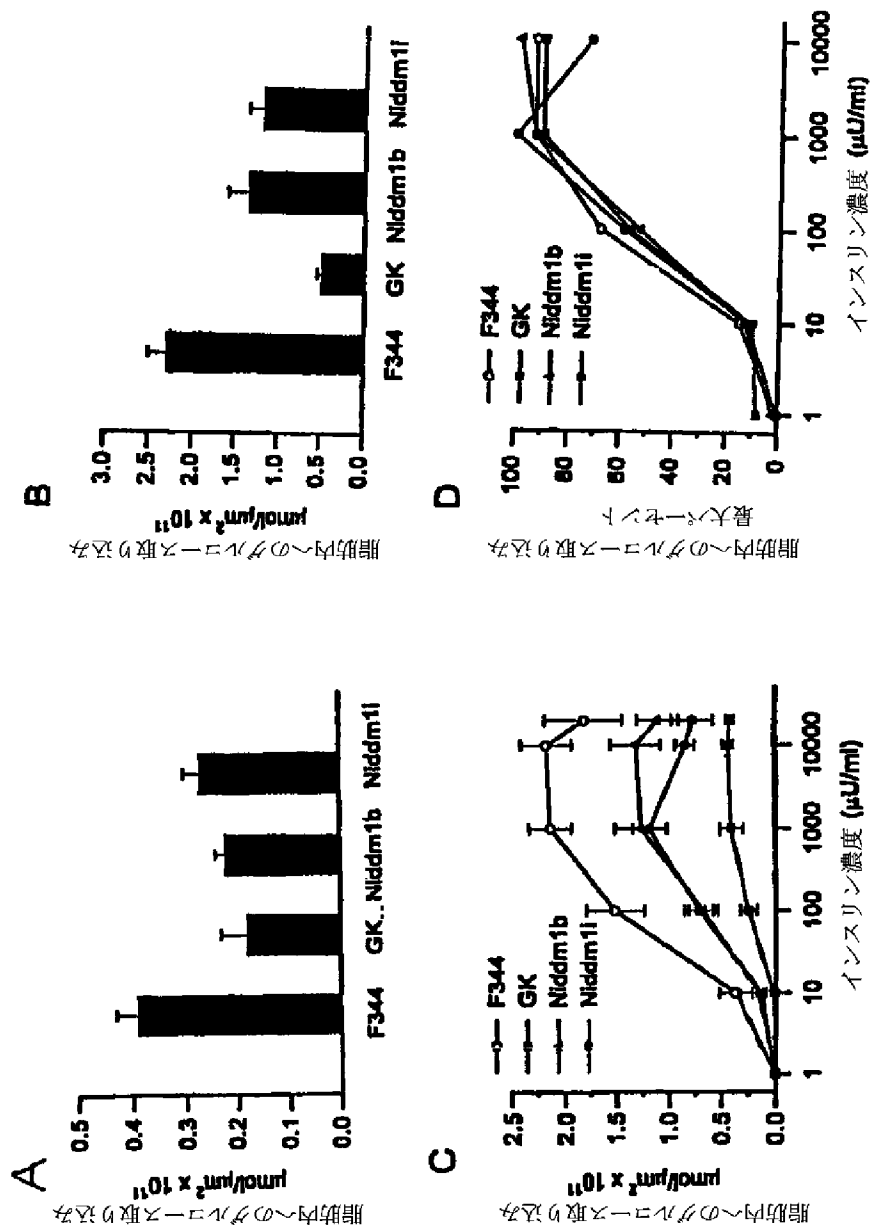 A
脂肪内へのグルコース取り込み
μmol/μm² x 10¹¹
0.5
0.4
0.3
0.2
0.1
0.0
F344 GK.. Niddm1b Niddm1i
B
脂肪内へのグルコース取り込み
μmol/μm² x 10¹¹
3.0
2.5
2.0
1.5
1.0
0.5
0.0
F344 GK Niddm1b Niddm1i
C
脂肪内へのグルコース取り込み
μmol/μm² x 10¹¹
2.5
2.0
1.5
1.0
0.5
0.0
F344
GK
Niddm1b
Niddm1i
1 10 100 1000 10000
インスリン濃度 (μU/ml)
D
脂肪内へのグルコース取り込み
最大パーセント
100
80
60
40
20
0
F344
GK
Niddm1b
Niddm1i
1 10 100 1000 10000
インスリン濃度 (μU/ml)